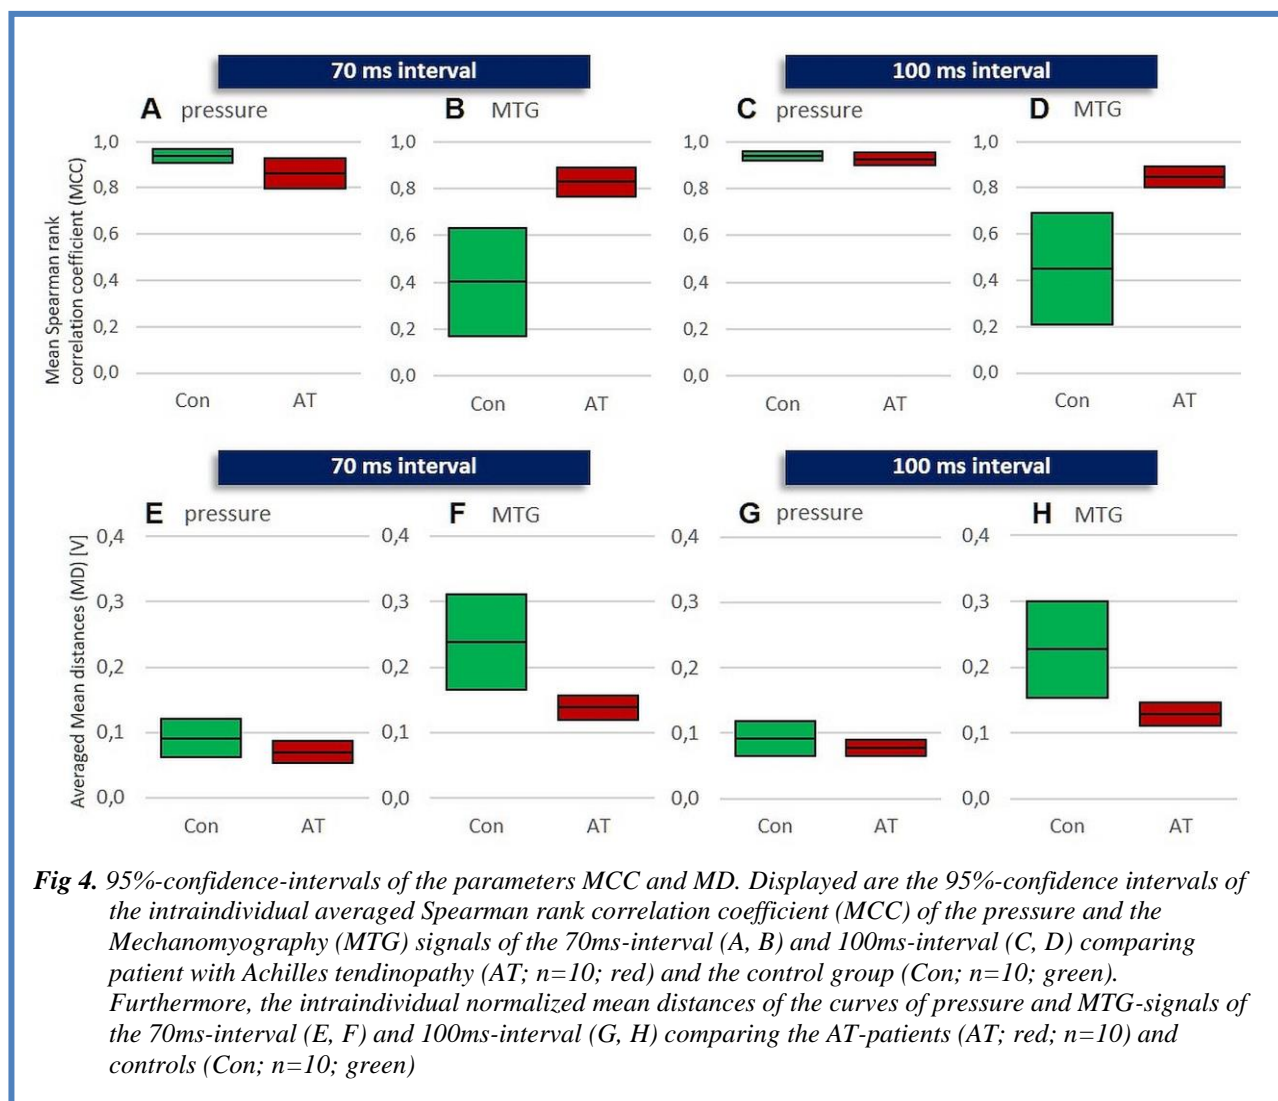 70 ms interval
100 ms interval
A pressure
B MTG
C pressure
D MTG
Mean Spearman rank
correlation coefficient (MCC)
1,0
0,8
0,6
0,4
0,2
0,0
Con
AT
1,0
0,8
0,6
0,4
0,2
0,0
Con
AT
1,0
0,8
0,6
0,4
0,2
0,0
Con
AT
1,0
0,8
0,6
0,4
0,2
0,0
Con
AT
70 ms interval
100 ms interval
E pressure
F MTG
G pressure
H MTG
Averaged Mean distances (MD) [V]
0,4
0,3
0,2
0,1
0,0
Con
AT
0,4
0,3
0,2
0,1
0,0
Con
AT
0,4
0,3
0,2
0,1
0,0
Con
AT
0,4
0,3
0,2
0,1
0,0
Con
AT
Fig 4. 95%-confidence-intervals of the parameters MCC and MD. Displayed are the 95%-confidence intervals of
the intraindividual averaged Spearman rank correlation coefficient (MCC) of the pressure and the
Mechanomyography (MTG) signals of the 70ms-interval (A, B) and 100ms-interval (C, D) comparing
patient with Achilles tendinopathy (AT; n=10; red) and the control group (Con; n=10; green).
Furthermore, the intraindividual normalized mean distances of the curves of pressure and MTG-signals of
the 70ms-interval (E, F) and 100ms-interval (G, H) comparing the AT-patients (AT; red; n=10) and
controls (Con; n=10; green)